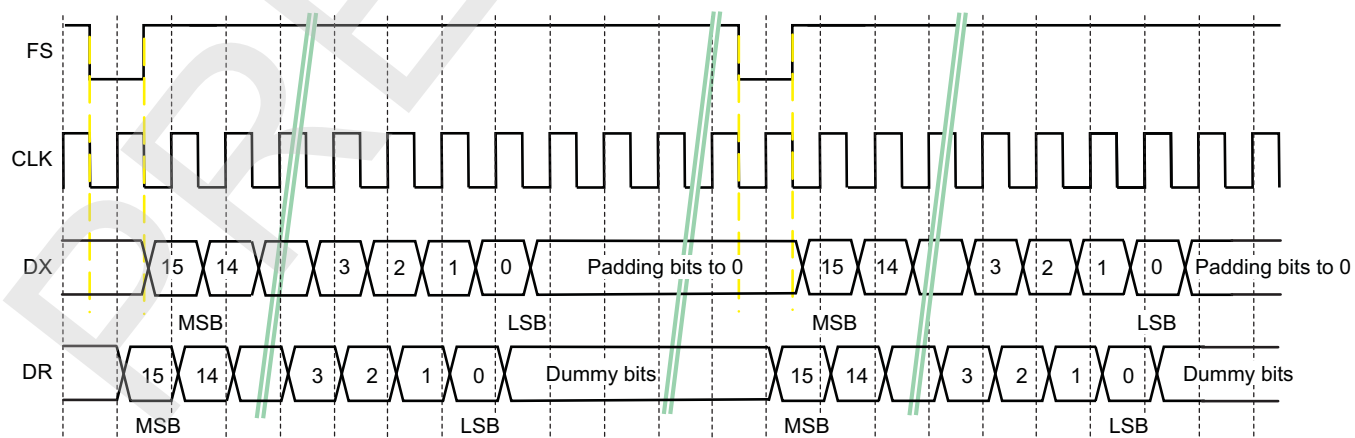 FS
CLK
DX 15 14 3 2 1 0 Padding bits to 0 15 14 3 2 1 0 Padding bits to 0
MSB LSB MSB LSB
DR 15 14 3 2 1 0 Dummy bits 15 14 3 2 1 0 Dummy bits
MSB LSB MSB LSB